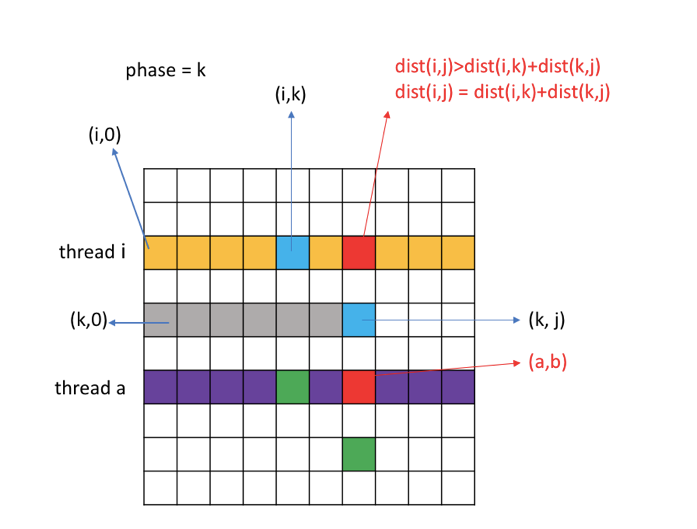 phase = k
dist(i,j)>dist(i,k)+dist(k,j)
dist(i,j) = dist(i,k)+dist(k,j)
(i,k)
(i,0)
thread i
(k,0)
(k, j)
(a,b)
thread a